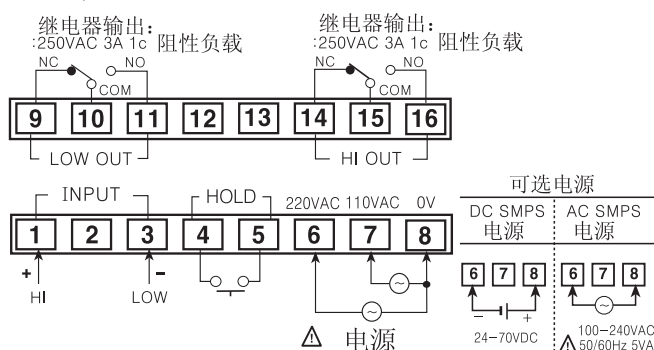 继电器输出: 继电器输出:
:250VAC 3A 1c 阻性负载 :250VAC 3A 1c 阻性负载
NC NO NC NO
COM COM
9 10 11 12 13 14 15 16
LOW OUT HI OUT
INPUT HOLD 220VAC 110VAC 0V
1 2 3 4 5 6 7 8
+ −
HI LOW
电源
可选电源
DC SMPS AC SMPS
电源 电源
6 7 8 6 7 8
− +
24−70VDC 100−240VAC
50/60Hz 5VA